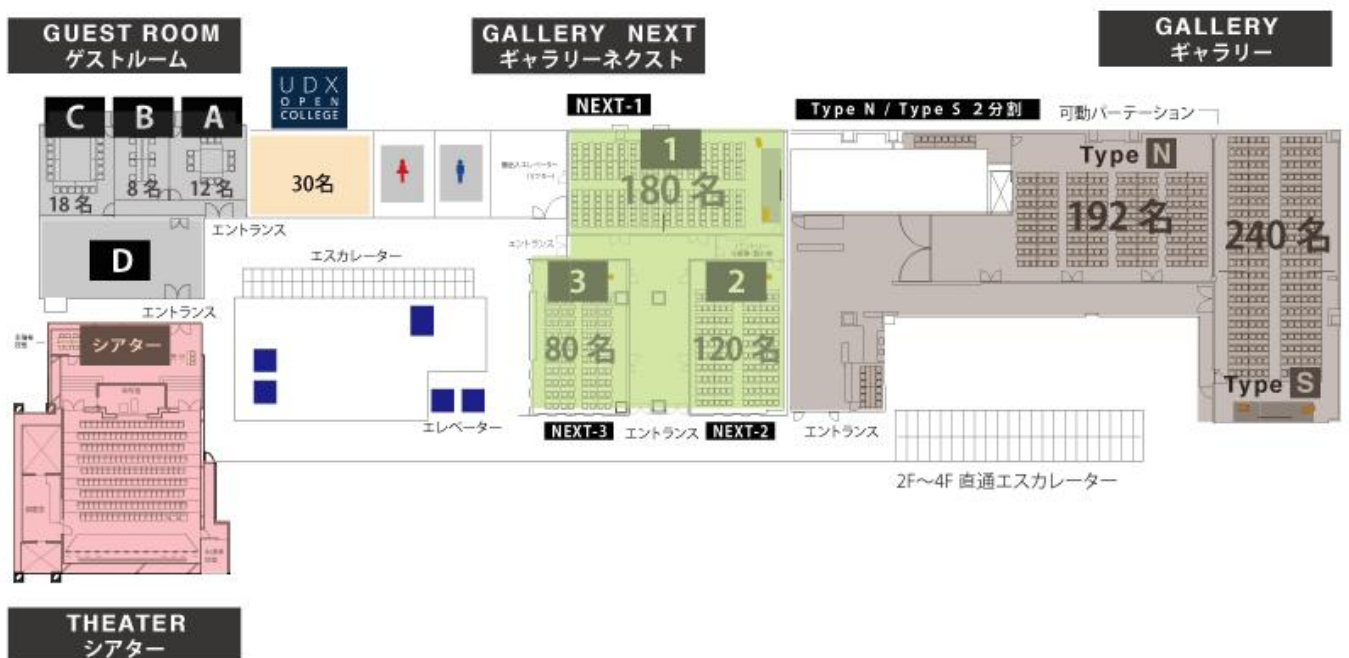 GUEST ROOM
ゲストルーム
GALLERY NEXT
ギャラリーネクスト
GALLERY
ギャラリー
UDX
OPEN
COLLEGE
C
B
A
18名
8名
12名
30名
エントランス
D
エントランス
エスカレーター
エレベーター
NEXT-1
1
180名
エントランス
3
80名
2
120名
NEXT-3
エントランス
NEXT-2
Type N / Type S 2分割
可動パーテーション
Type N
192名
240名
Type S
エントランス
2F～4F 直通エスカレーター
シアター
THEATER
シアター